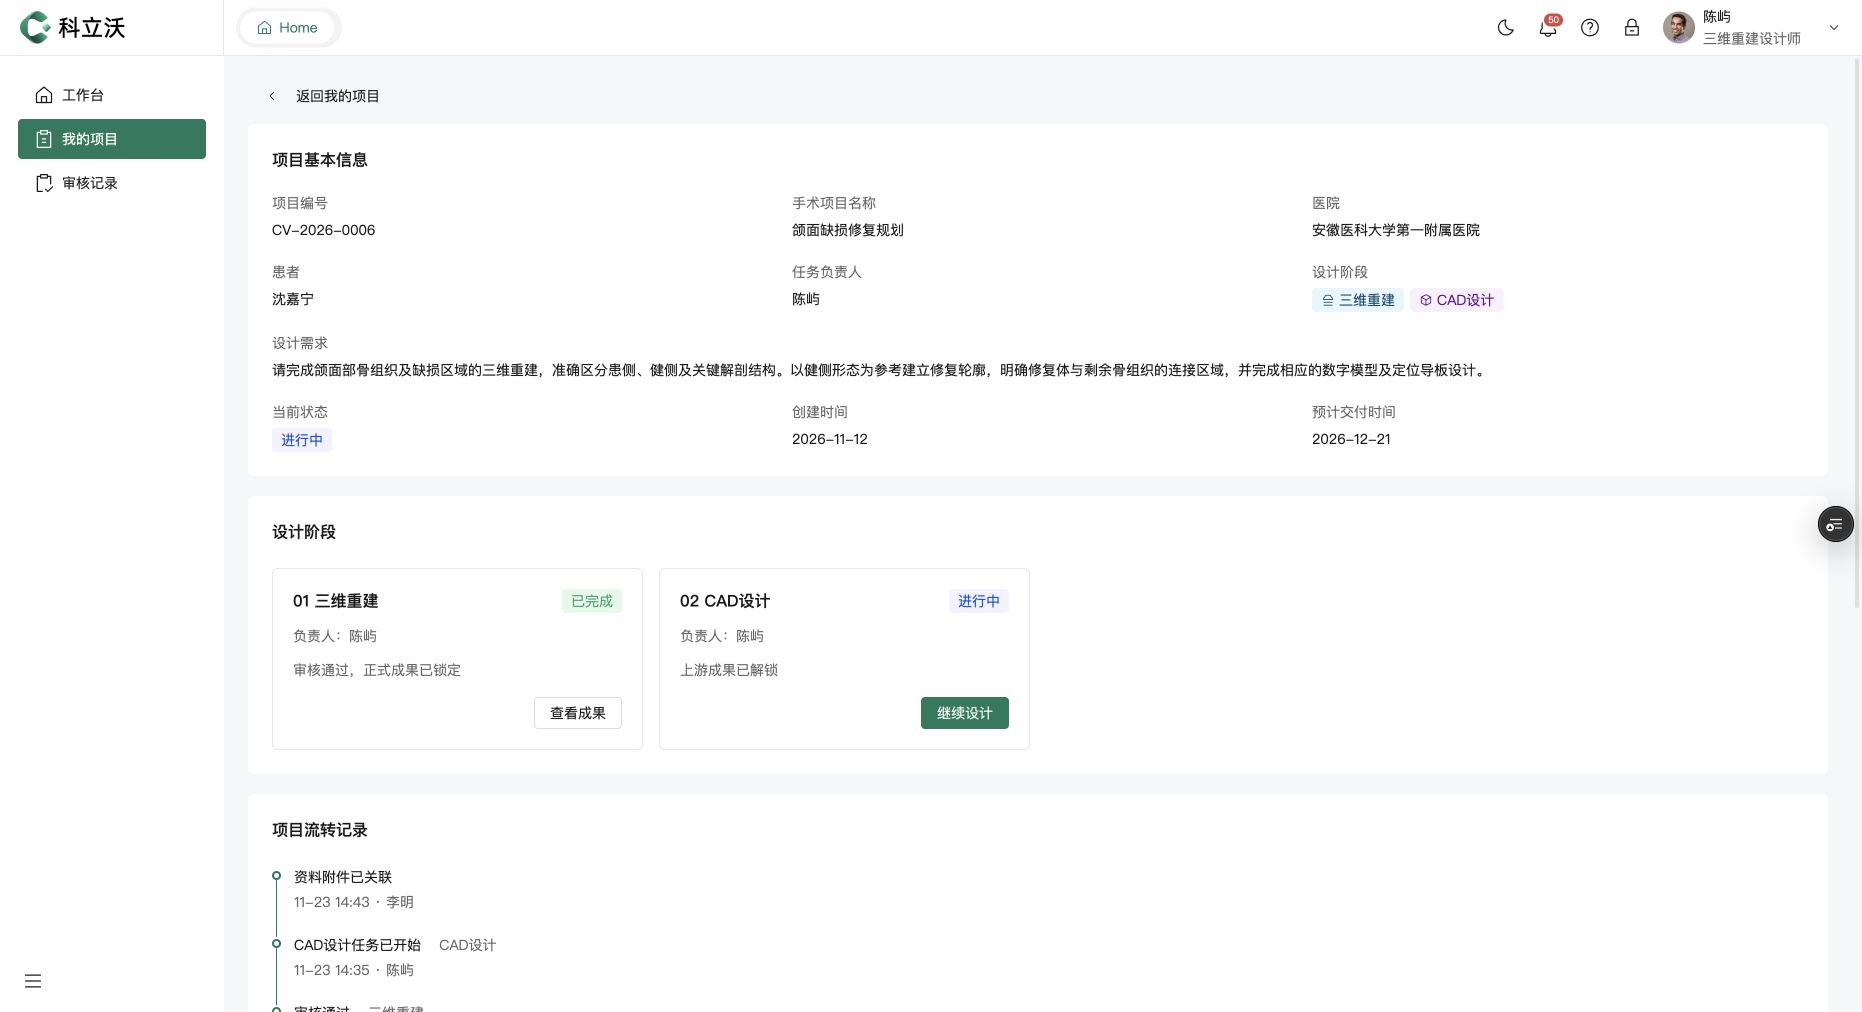 科立沃
Home
50
陈屿
三维重建设计师
工作台
我的项目
审核记录
返回我的项目
项目基本信息
项目编号
手术项目名称
医院
CV-2026-0006
颌面缺损修复规划
安徽医科大学第一附属医院
患者
任务负责人
设计阶段
沈嘉宁
陈屿
三维重建
CAD设计
设计需求
请完成颌面部骨组织及缺损区域的三维重建，准确区分患侧、健侧及关键解剖结构。以健侧形态为参考建立修复轮廓，明确修复体与剩余骨组织的连接区域，并完成相应的数字模型及定位导板设计。
当前状态
创建时间
预计交付时间
进行中
2026-11-12
2026-12-21
设计阶段
01 三维重建
已完成
负责人：陈屿
审核通过，正式成果已锁定
查看成果
02 CAD设计
进行中
负责人：陈屿
上游成果已解锁
继续设计
项目流转记录
资料附件已关联
11-23 14:43 · 李明
CAD设计任务已开始 CAD设计
11-23 14:35 · 陈屿
审核通过 三维重建